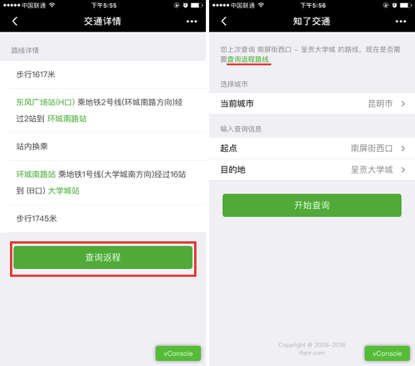 中国联通
下午5:55
交通详情
路线详情
步行1617米
东风广场站(H口) 乘地铁2号线(环城南路方向)经
过2站到 环城南路站
站内换乘
环城南路站 乘地铁1号线(大学城南方向)经过16站
到 (B口) 大学城站
步行1745米
查询返程
vConsole
中国联通
下午5:56
知了交通
您上次查询 南屏街西口 - 呈贡大学城 的路线，现在是否需
要查询返程路线
选择城市
当前城市 昆明市
输入查询信息
起点 南屏街西口
目的地 呈贡大学城
开始查询
Copyright © 2008-2016
ifanr.com
vConsole